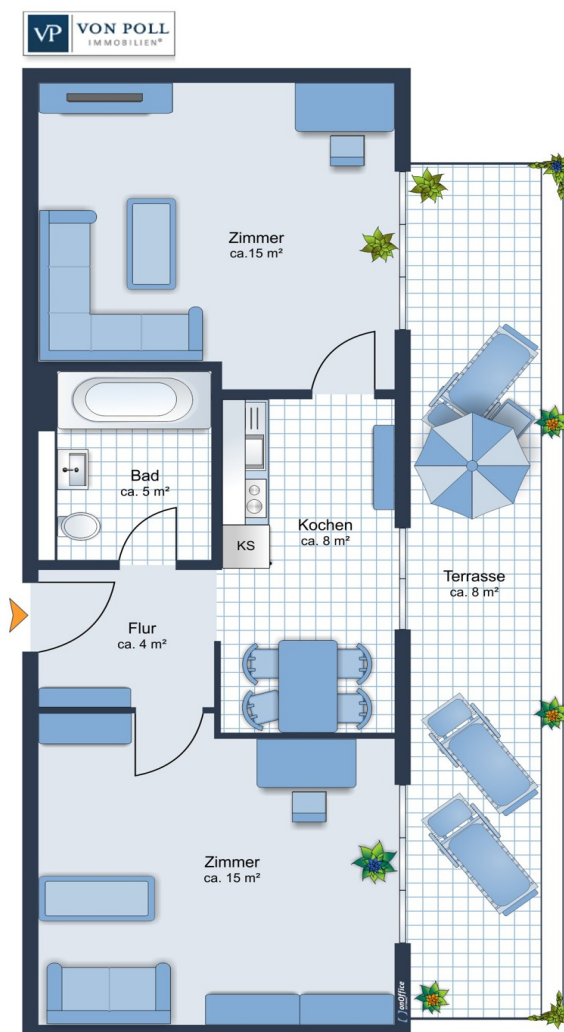 VP VON POLL
IMMOBILIEN®
Zimmer
ca.15 m²
Bad
ca. 5 m²
Kochen
ca. 8 m²
KS
Terrasse
ca. 8 m²
Flur
ca. 4 m²
Zimmer
ca. 15 m²
onOffice